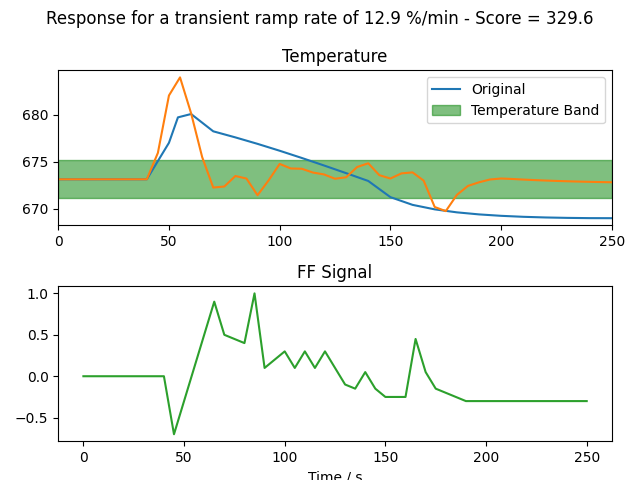 Response for a transient ramp rate of 12.9 %/min - Score = 329.6
Temperature
Original
Temperature Band
680
675
670
0 50 100 150 200 250
FF Signal
1.0
0.5
0.0
−0.5
0 50 100 150 200 250
Time / s